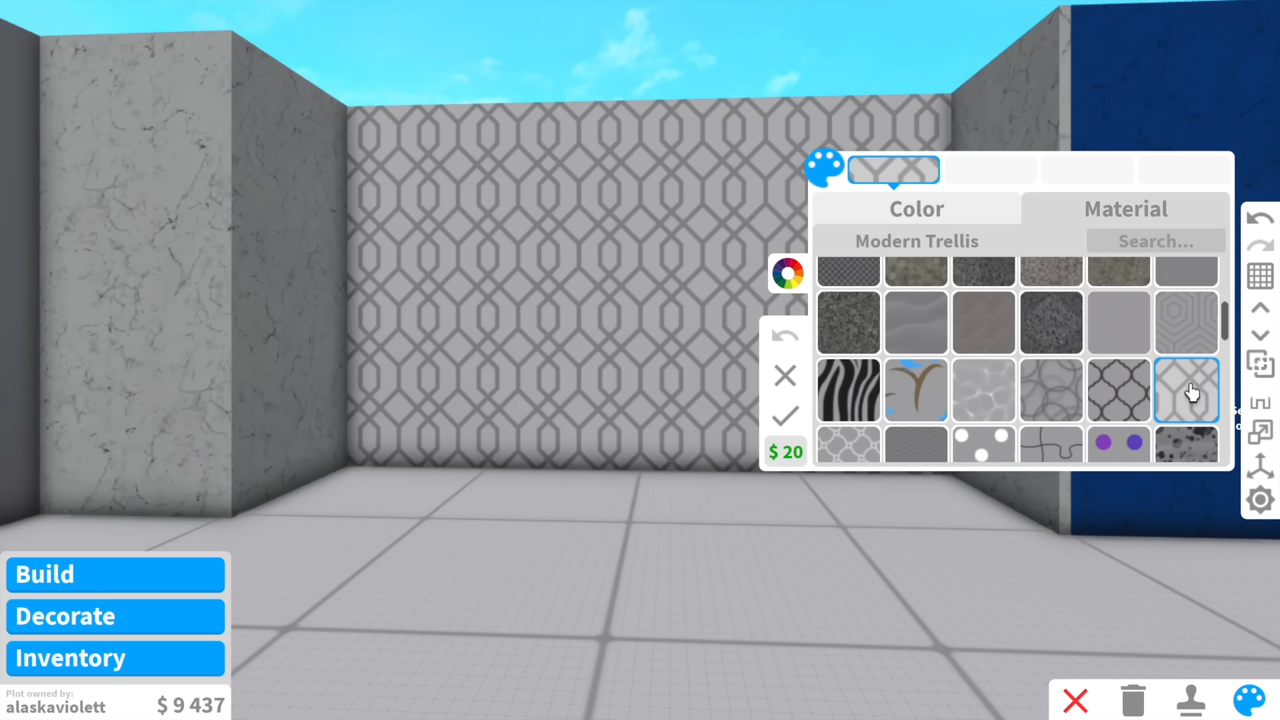 Color
Material
Modern Trellis
Search...
$ 20
Build
Decorate
Inventory
Plot owned by:
alaskaviolett
$ 9 437